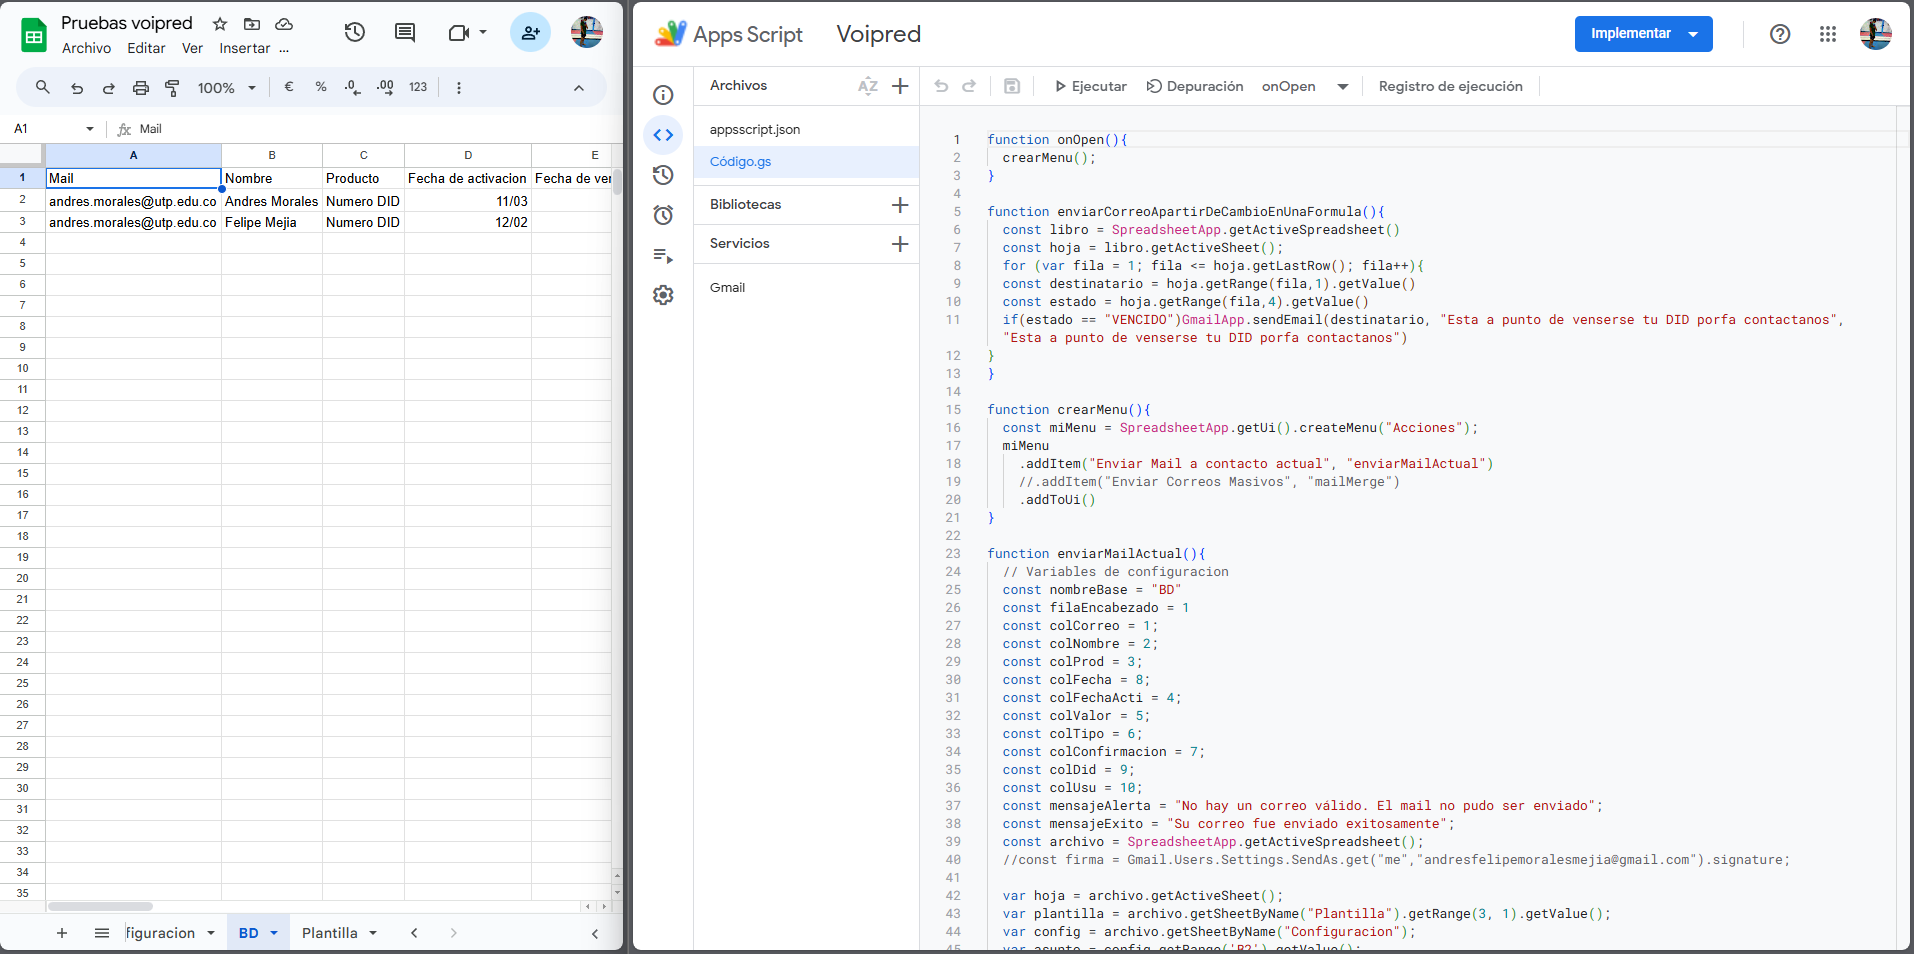 Pruebas voipred
Archivo Editar Ver Insertar ...
100% € % .0 .00 123
A1 fx Mail
A B C D E
1 Mail Nombre Producto Fecha de activacion Fecha de ver
2 andres.morales@utp.edu.co Andres Morales Numero DID 11/03
3 andres.morales@utp.edu.co Felipe Mejia Numero DID 12/02
4
5
6
7
8
9
10
11
12
13
14
15
16
17
18
19
20
21
22
23
24
25
26
27
28
29
30
31
32
33
34
35
figuracion BD Plantilla
Apps Script Voipred Implementar
Archivos AZ
appsscript.json
Código.gs
Bibliotecas
Servicios
Gmail
Ejecutar Depuración onOpen Registro de ejecución
1 function onOpen(){
2 crearMenu();
3 }
4
5 function enviarCorreoApartirDeCambioEnUnaFormula(){
6 const libro = SpreadsheetApp.getActiveSpreadsheet()
7 const hoja = libro.getActiveSheet();
8 for (var fila = 1; fila <= hoja.getLastRow(); fila++){
9 const destinatario = hoja.getRange(fila,1).getValue()
10 const estado = hoja.getRange(fila,4).getValue()
11 if(estado == "VENCIDO")GmailApp.sendEmail(destinatario, "Esta a punto de venserse tu DID porfa contactanos",
"Esta a punto de venserse tu DID porfa contactanos")
12 }
13 }
14
15 function crearMenu(){
16 const miMenu = SpreadsheetApp.getUi().createMenu("Acciones");
17 miMenu
18 .addItem("Enviar Mail a contacto actual", "enviarMailActual")
19 //.addItem("Enviar Correos Masivos", "mailMerge")
20 .addToUi()
21 }
22
23 function enviarMailActual(){
24 // Variables de configuracion
25 const nombreBase = "BD"
26 const filaEncabezado = 1
27 const colCorreo = 1;
28 const colNombre = 2;
29 const colProd = 3;
30 const colFecha = 8;
31 const colFechaActi = 4;
32 const colValor = 5;
33 const colTipo = 6;
34 const colConfirmacion = 7;
35 const colDid = 9;
36 const colUsu = 10;
37 const mensajeAlerta = "No hay un correo válido. El mail no pudo ser enviado";
38 const mensajeExito = "Su correo fue enviado exitosamente";
39 const archivo = SpreadsheetApp.getActiveSpreadsheet();
40 //const firma = Gmail.Users.Settings.SendAs.get("me","andresfelipemoralesmejia@gmail.com").signature;
41
42 var hoja = archivo.getActiveSheet();
43 var plantilla = archivo.getSheetByName("Plantilla").getRange(3, 1).getValue();
44 var config = archivo.getSheetByName("Configuracion");
45 var asunto = config.getRange('B2').getValue();